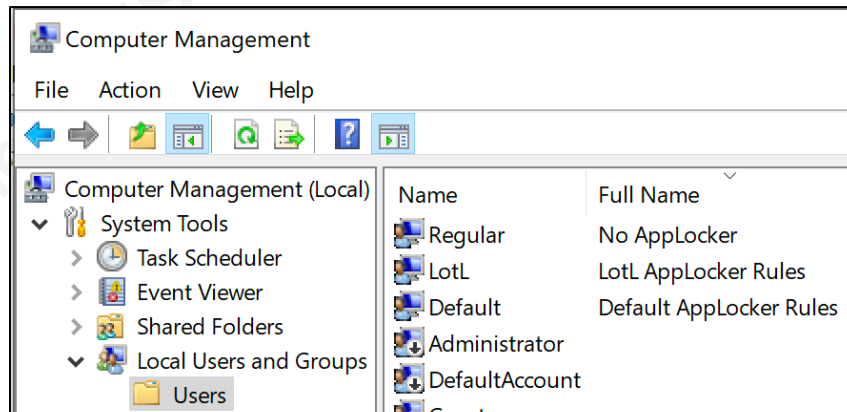 Computer Management
File Action View Help
Computer Management (Local)
System Tools
Task Scheduler
Event Viewer
Shared Folders
Local Users and Groups
Users
Name Full Name
Regular No AppLocker
LotL LotL AppLocker Rules
Default Default AppLocker Rules
Administrator
DefaultAccount